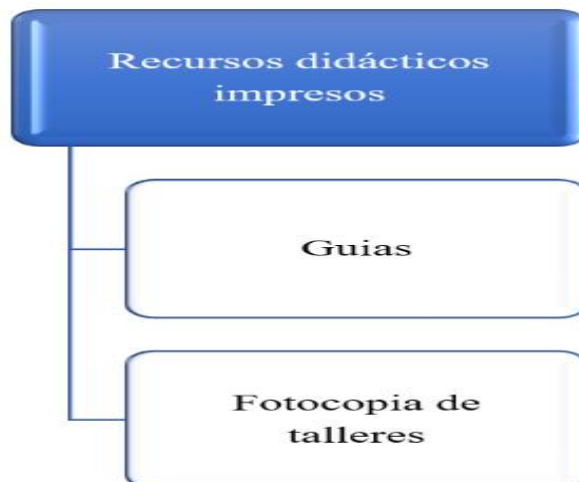 Recursos didácticos
impresos
Guias
Fotocopia de
talleres